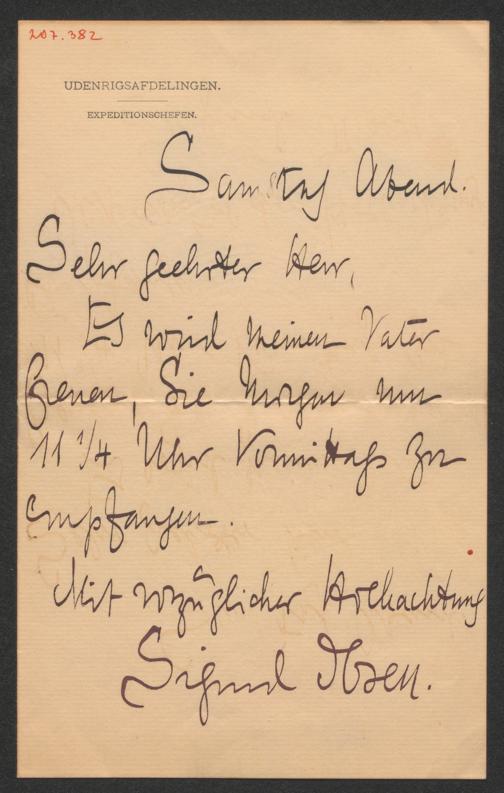 207.382
UDENRIGSAFDELINGEN.
EXPEDITIONSCHEFEN.
Samstag Abend.
Sehr geehrter Herr,
Es wird meinen Vater
freuen, Sie Morgen um
11 1/4 Uhr Vormittags zu
empfangen.
Mit vorzüglicher Hochachtung
Sigurd Ibsen.